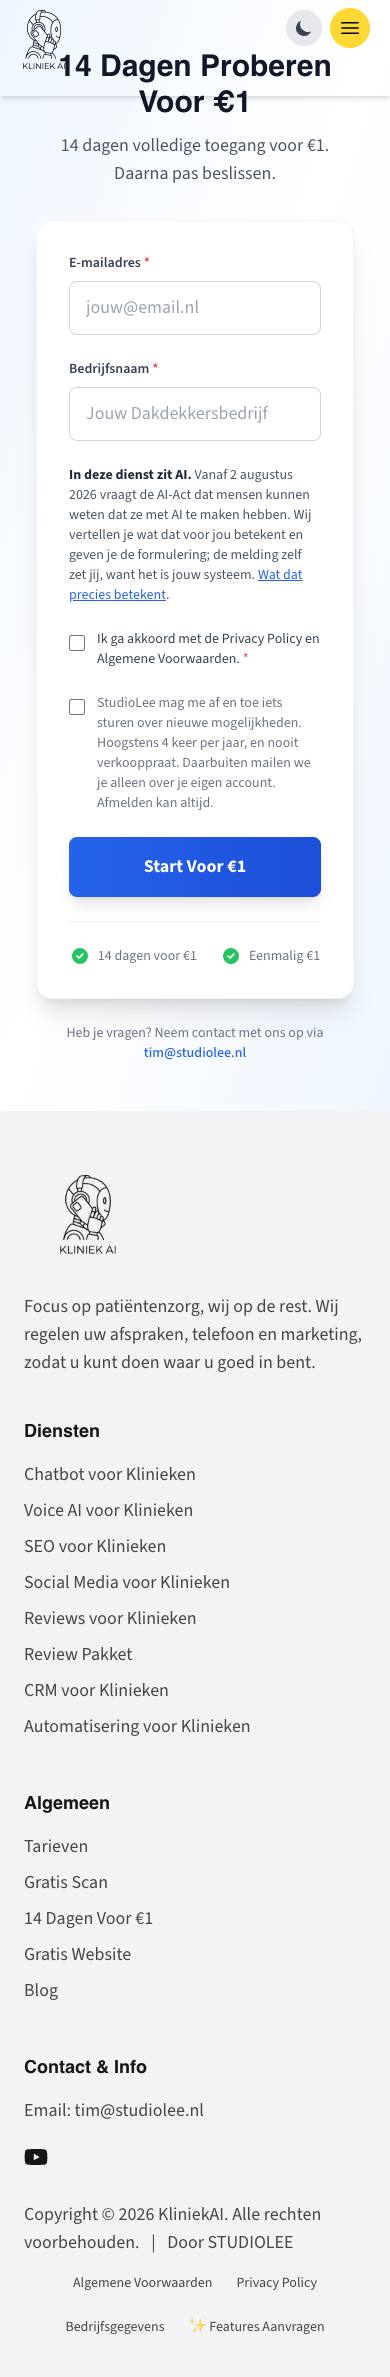 KLINIEK AI
14 Dagen Proberen
Voor €1
14 dagen volledige toegang voor €1.
Daarna pas beslissen.
E-mailadres *
jouw@email.nl
Bedrijfsnaam *
Jouw Dakdekkersbedrijf
In deze dienst zit AI. Vanaf 2 augustus
2026 vraagt de AI-Act dat mensen kunnen
weten dat ze met AI te maken hebben. Wij
vertellen je wat dat voor jou betekent en
geven je de formulering; de melding zelf
zet jij, want het is jouw systeem. Wat dat
precies betekent.
Ik ga akkoord met de Privacy Policy en
Algemene Voorwaarden. *
StudioLee mag me af en toe iets
sturen over nieuwe mogelijkheden.
Hoogstens 4 keer per jaar, en nooit
verkooppraat. Daarbuiten mailen we
je alleen over je eigen account.
Afmelden kan altijd.
Start Voor €1
14 dagen voor €1
Eenmalig €1
Heb je vragen? Neem contact met ons op via
tim@studiolee.nl
KLINIEK AI
Focus op patiëntenzorg, wij op de rest. Wij
regelen uw afspraken, telefoon en marketing,
zodat u kunt doen waar u goed in bent.
Diensten
Chatbot voor Klinieken
Voice AI voor Klinieken
SEO voor Klinieken
Social Media voor Klinieken
Reviews voor Klinieken
Review Pakket
CRM voor Klinieken
Automatisering voor Klinieken
Algemeen
Tarieven
Gratis Scan
14 Dagen Voor €1
Gratis Website
Blog
Contact & Info
Email: tim@studiolee.nl
Copyright © 2026 KliniekAI. Alle rechten
voorbehouden. | Door STUDIOLEE
Algemene Voorwaarden
Privacy Policy
Bedrijfsgegevens
✨ Features Aanvragen